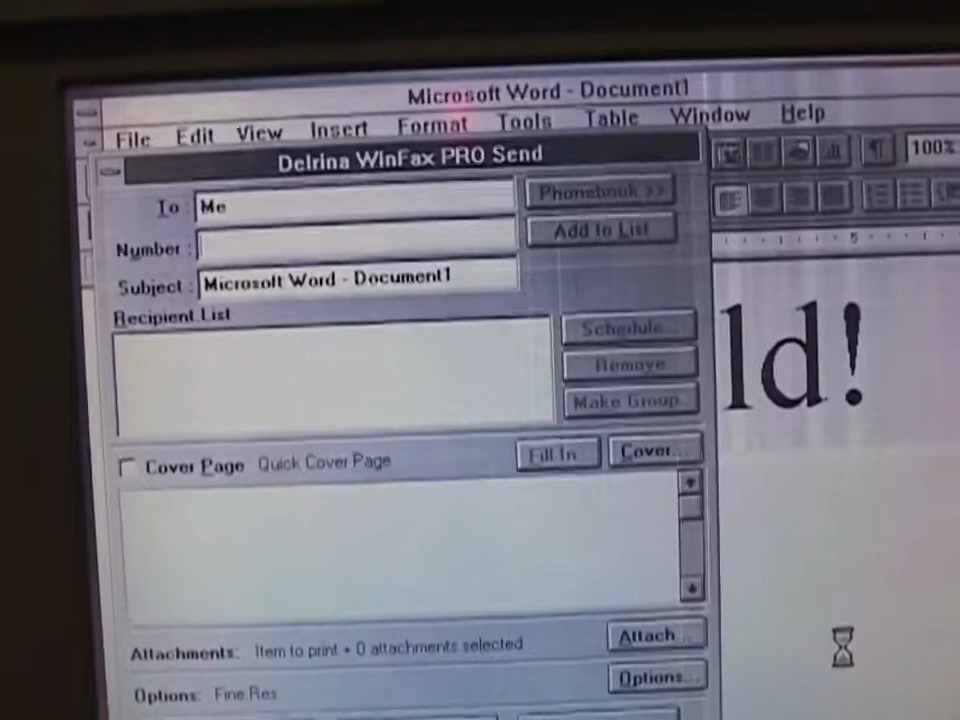 Microsoft Word - Document1
File Edit View Insert Format Tools Table Window Help
Delrina WinFax PRO Send
100%
To : Me
Phonebook >>
Number :
Add to List
5
Subject : Microsoft Word - Document1
Recipient List
Schedule...
ld!
Remove
Make Group...
Cover Page Quick Cover Page
Fill In...
Cover...
Attachments: Item to print + 0 attachments selected
Attach...
Options: Fine Res
Options...